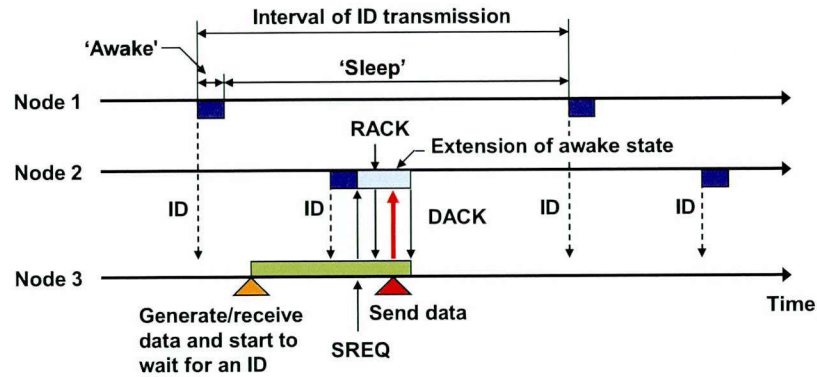 Interval of ID transmission
‘Awake'
‘Sleep’
Node 1
RACK
Extension of awake state
Node 2
ID
ID
DACK
ID
ID
Node 3
Time
Generate/receive
data and start to
wait for an ID
Send data
SREQ